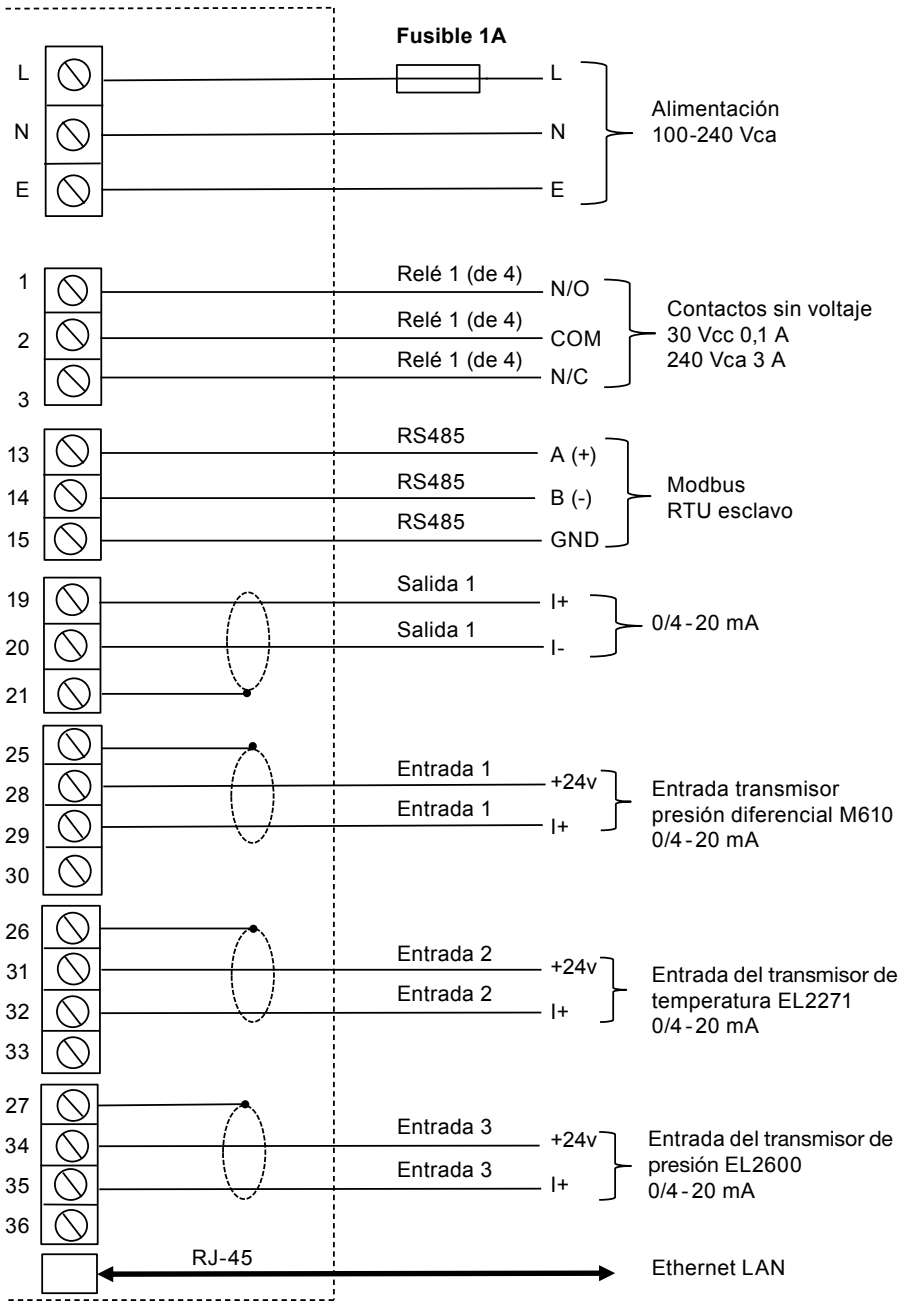 Fusible 1A
L L
N N
E E
Alimentación
100-240 Vca
1 Relé 1 (de 4) N/O
2 Relé 1 (de 4) COM
3 Relé 1 (de 4) N/C
Contactos sin voltaje
30 Vcc 0,1 A
240 Vca 3 A
13 RS485 A (+)
14 RS485 B (-)
15 RS485 GND
Modbus
RTU esclavo
19 Salida 1 I+
20 Salida 1 I-
21
0/4-20 mA
25
28 Entrada 1 +24v
29 Entrada 1 I+
30
Entrada transmisor
presión diferencial M610
0/4-20 mA
26
31 Entrada 2 +24v
32 Entrada 2 I+
33
Entrada del transmisor de
temperatura EL2271
0/4-20 mA
27
34 Entrada 3 +24v
35 Entrada 3 I+
36
Entrada del transmisor de
presión EL2600
0/4-20 mA
RJ-45 Ethernet LAN